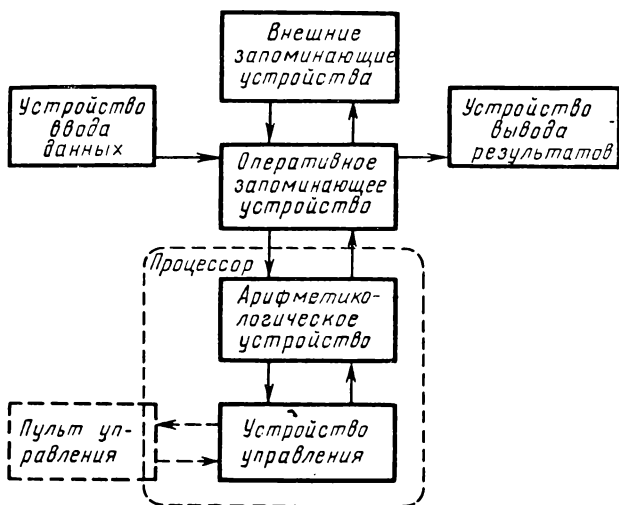 Внешние
запоминающие
устройства
Устройство
ввода
данных
Устройство
вывода
результатов
Оперативное
запоминающее
устройство
Процессор
Арифметико-
логическое
устройство
Пульт уп-
равления
Устройство
управления